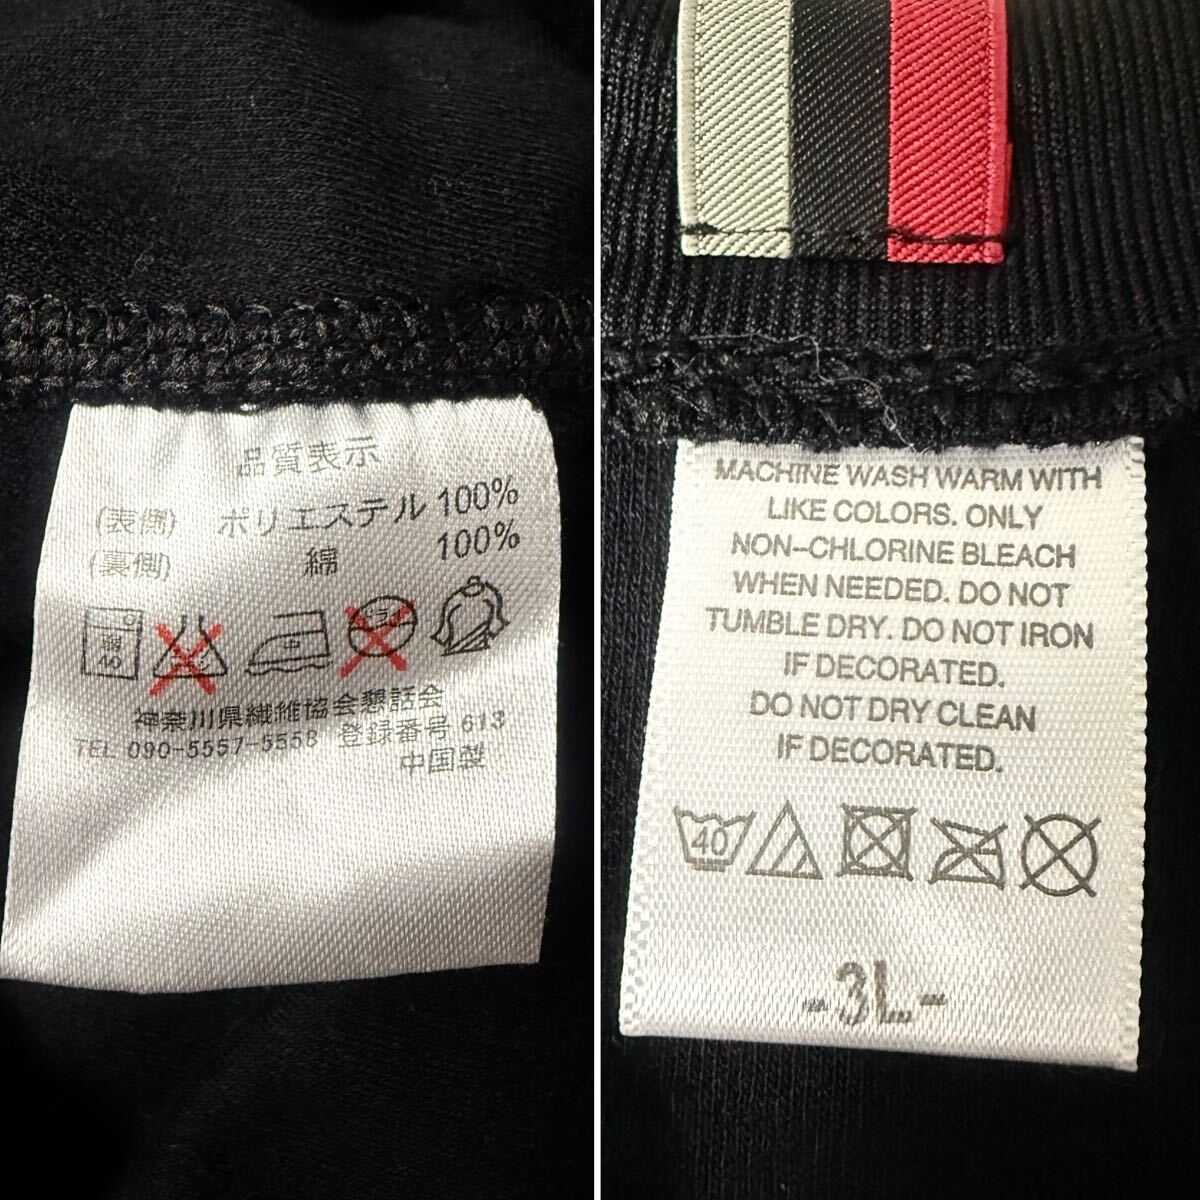 品質表示
(表側) ポリエステル 100%
(裏側) 綿 100%
神奈川県繊維協会懇話会
TEL 090-5557-5558 登録番号 613
中国製
MACHINE WASH WARM WITH
LIKE COLORS. ONLY
NON-CHLORINE BLEACH
WHEN NEEDED. DO NOT
TUMBLE DRY. DO NOT IRON
IF DECORATED.
DO NOT DRY CLEAN
IF DECORATED.
40
-3L-